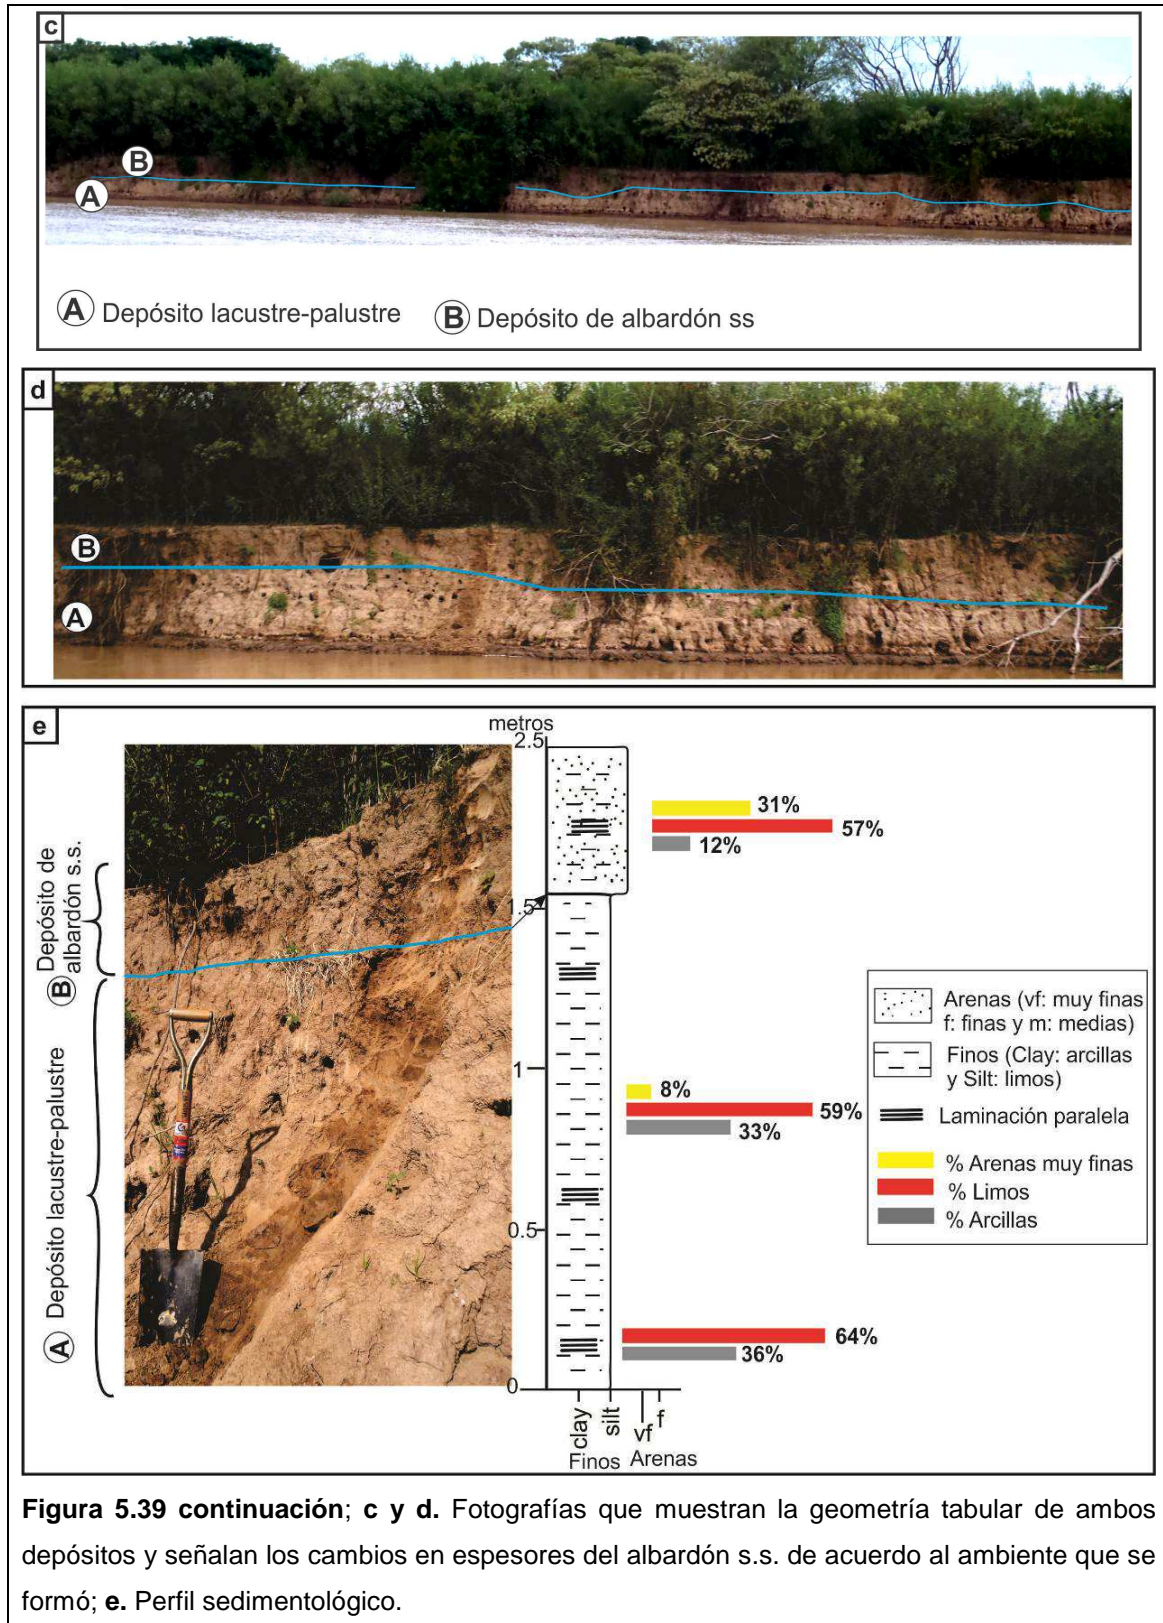 c
B
A
A Depósito lacustre-palustre
B Depósito de albardón ss
d
B
A
e
metros
2.5
1.5
1
0.5
0
B Depósito de
albardón s.s.
A Depósito lacustre-palustre
31%
57%
12%
8%
59%
33%
64%
36%
clay
silt
vf
f
Finos
Arenas
Arenas (vf: muy finas
f: finas y m: medias)
Finos (Clay: arcillas
y Silt: limos)
Laminación paralela
% Arenas muy finas
% Limos
% Arcillas
Figura 5.39 continuación; c y d. Fotografías que muestran la geometría tabular de ambos
depósitos y señalan los cambios en espesores del albardón s.s. de acuerdo al ambiente que se
formó; e. Perfil sedimentológico.